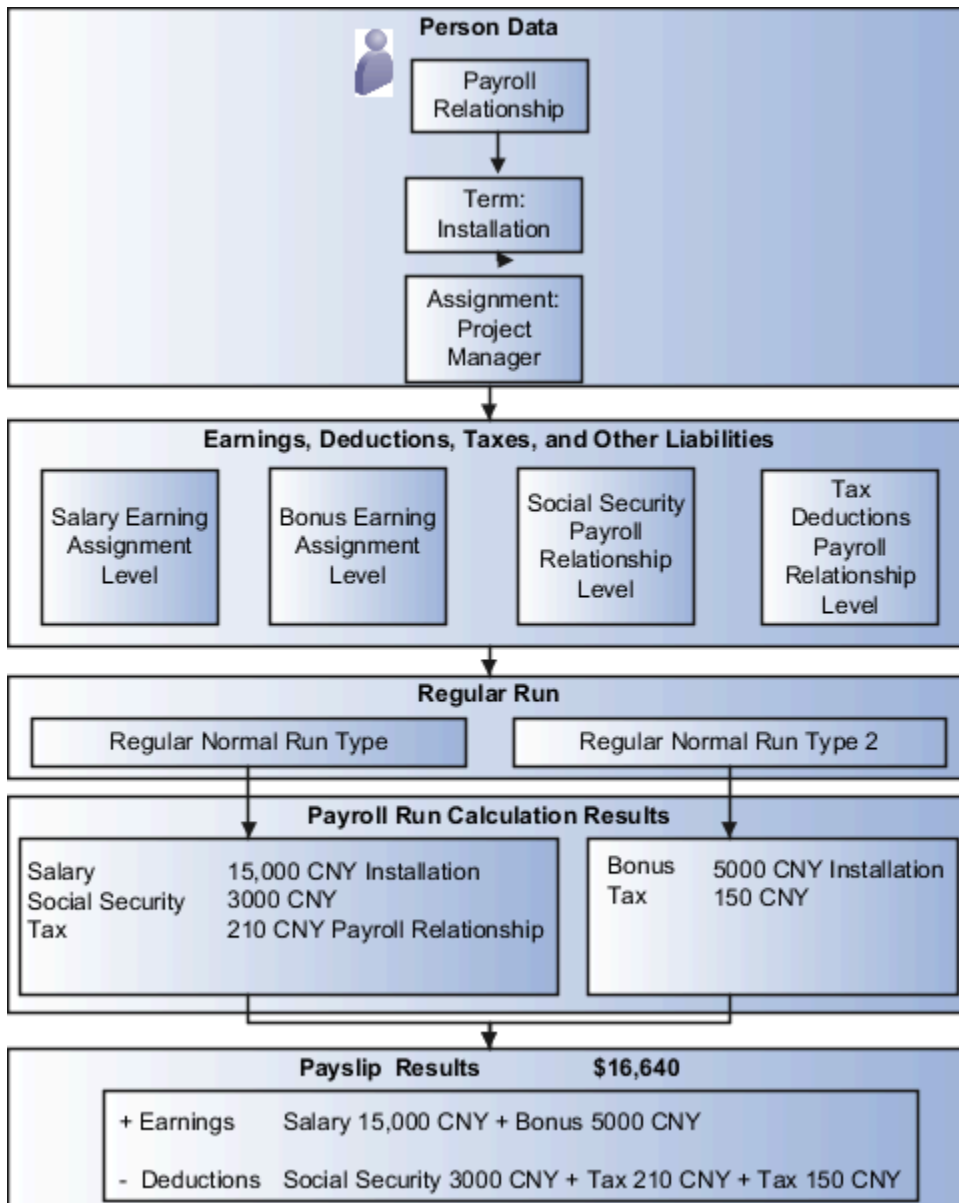 Person Data
Payroll
Relationship
Term:
Installation
Assignment:
Project
Manager
Earnings, Deductions, Taxes, and Other Liabilities
Salary Earning
Assignment
Level
Bonus Earning
Assignment
Level
Social Security
Payroll
Relationship
Level
Tax
Deductions
Payroll
Relationship
Level
Regular Run
Regular Normal Run Type
Regular Normal Run Type 2
Payroll Run Calculation Results
Salary 15,000 CNY Installation
Social Security 3000 CNY
Tax 210 CNY Payroll Relationship
Bonus 5000 CNY Installation
Tax 150 CNY
Payslip Results $16,640
+ Earnings Salary 15,000 CNY + Bonus 5000 CNY
- Deductions Social Security 3000 CNY + Tax 210 CNY + Tax 150 CNY